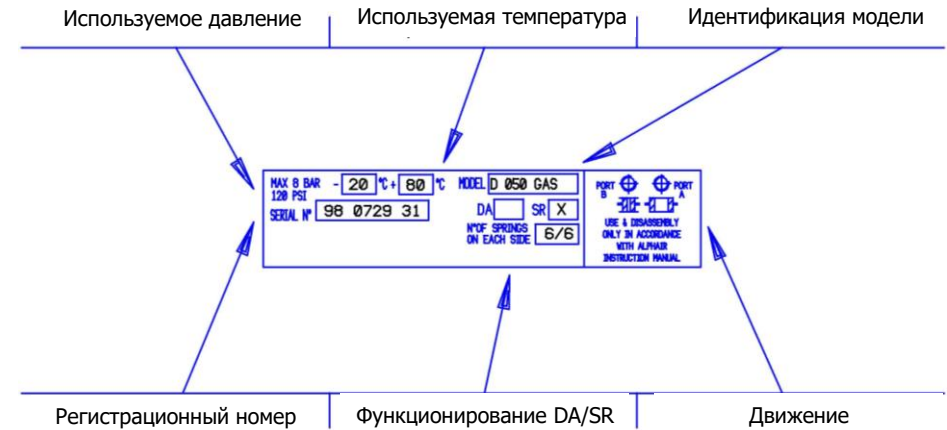 Используемое давление
Используемая температура
Идентификация модели
MAX 8 BAR - 20 °C + 80 °C MODEL D 050 GAS
120 PSI
SERIAL N° 98 0729 31
DA SR X
N°OF SPRINGS
ON EACH SIDE 6/6
PORT B PORT A
USE & DISASSEMBLY
ONLY IN ACCORDANCE
WITH ALPHAIR
INSTRUCTION MANUAL
Регистрационный номер
Функционирование DA/SR
Движение